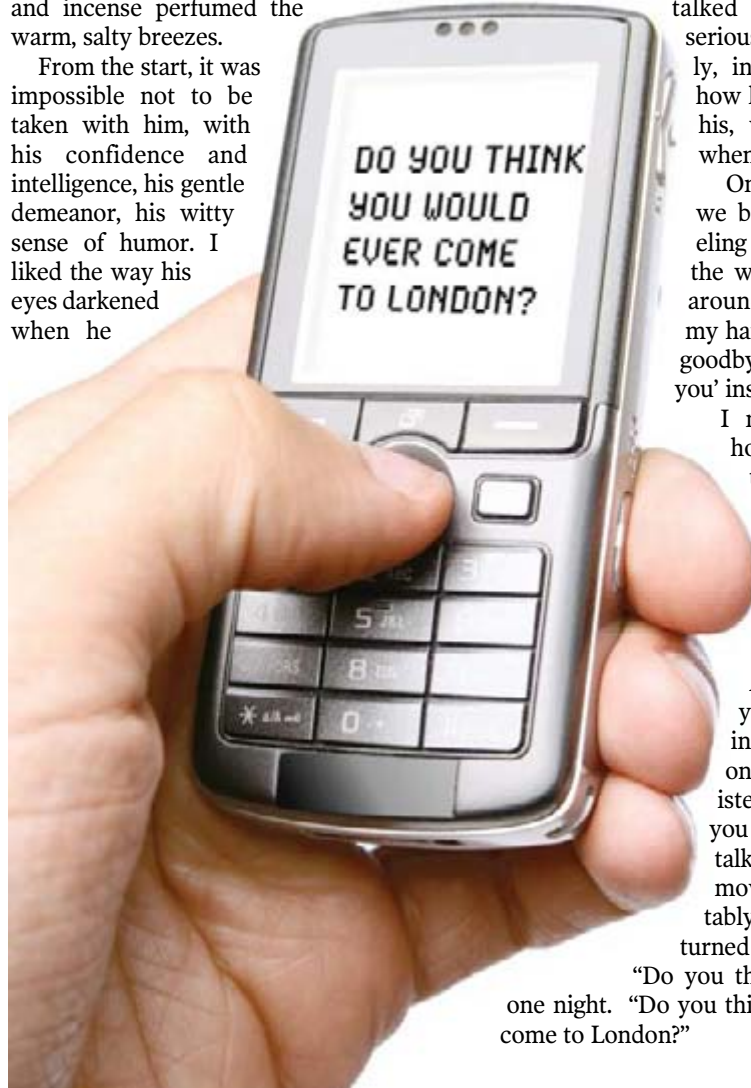 and incense perfumed the
warm, salty breezes.
From the start, it was
impossible not to be
taken with him, with
his confidence and
intelligence, his gentle
demeanor, his witty
sense of humor. I
liked the way his
eyes darkened
when he
DO YOU THINK
YOU WOULD
EVER COME
TO LONDON?
5 JKL
8
* 
0 +
talked
seriou
ly, in
how
his,
when
On
we b
eling
the w
aroun
my ha
goodby
you' ins
I
ho
y
in
on
iste
you
talk
mov
tably
turned
"Do you th
one night. "Do you thi
come to London?"